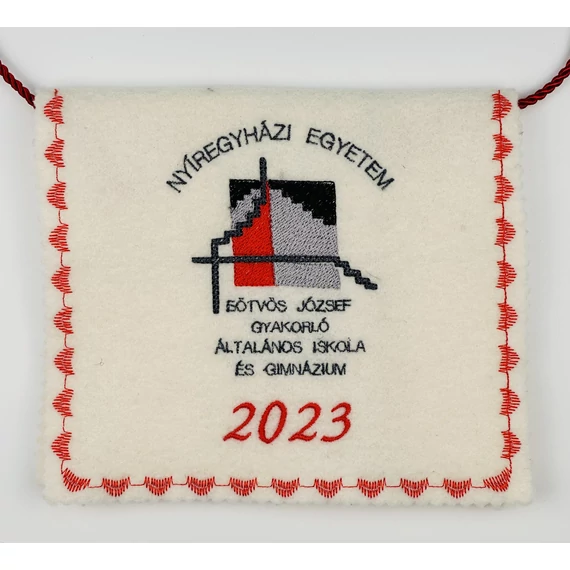 NYÍREGYHÁZI EGYETEM
EÖTVÖS JÓZSEF
GYAKORLÓ
ÁLTALÁNOS ISKOLA
ÉS GIMNÁZIUM
2023